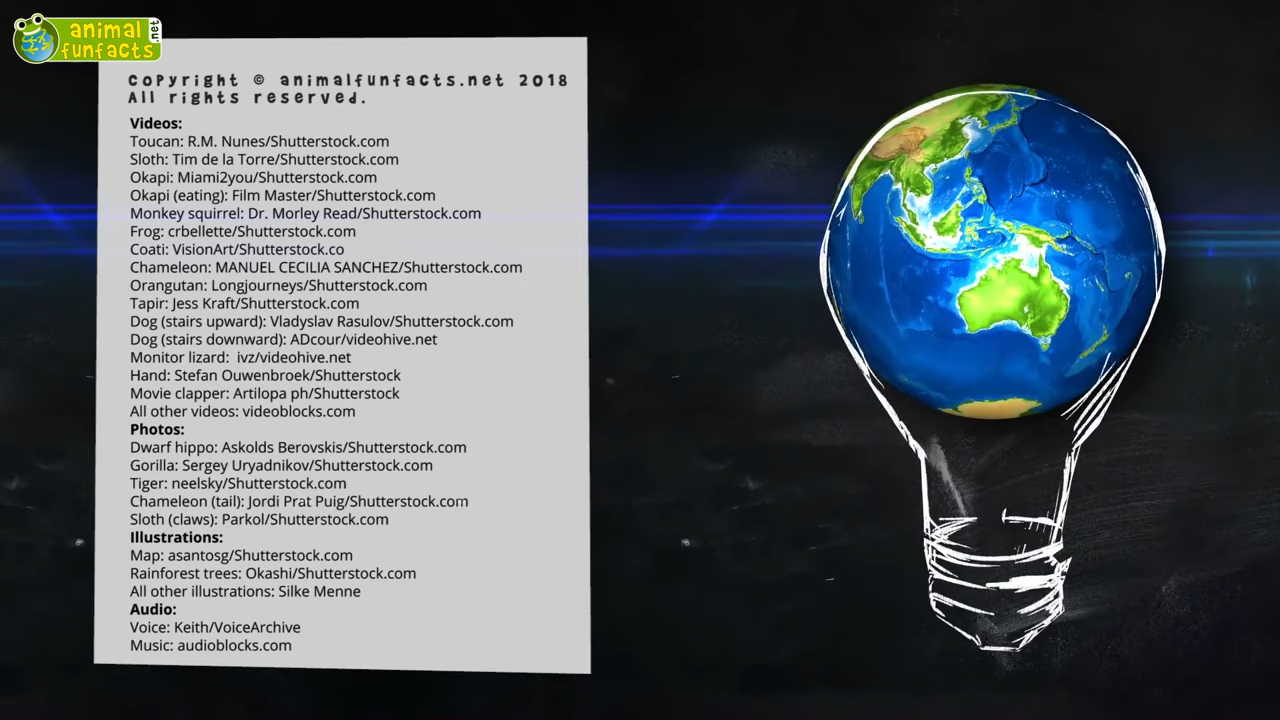 animal
funfacts
.net
Copyright © animalfunfacts.net 2018
All rights reserved.
Videos:
Toucan: R.M. Nunes/Shutterstock.com
Sloth: Tim de la Torre/Shutterstock.com
Okapi: Miami2you/Shutterstock.com
Okapi (eating): Film Master/Shutterstock.com
Monkey squirrel: Dr. Morley Read/Shutterstock.com
Frog: crbellette/Shutterstock.com
Coati: VisionArt/Shutterstock.co
Chameleon: MANUEL CECILIA SANCHEZ/Shutterstock.com
Orangutan: Longjourneys/Shutterstock.com
Tapir: Jess Kraft/Shutterstock.com
Dog (stairs upward): Vladyslav Rasulov/Shutterstock.com
Dog (stairs downward): ADcour/videohive.net
Monitor lizard: ivz/videohive.net
Hand: Stefan Ouwenbroek/Shutterstock
Movie clapper: Artilopa ph/Shutterstock
All other videos: videoblocks.com
Photos:
Dwarf hippo: Askolds Berovskis/Shutterstock.com
Gorilla: Sergey Uryadnikov/Shutterstock.com
Tiger: neelsky/Shutterstock.com
Chameleon (tail): Jordi Prat Puig/Shutterstock.com
Sloth (claws): Parkol/Shutterstock.com
Illustrations:
Map: asantosg/Shutterstock.com
Rainforest trees: Okashi/Shutterstock.com
All other illustrations: Silke Menne
Audio:
Voice: Keith/VoiceArchive
Music: audioblocks.com